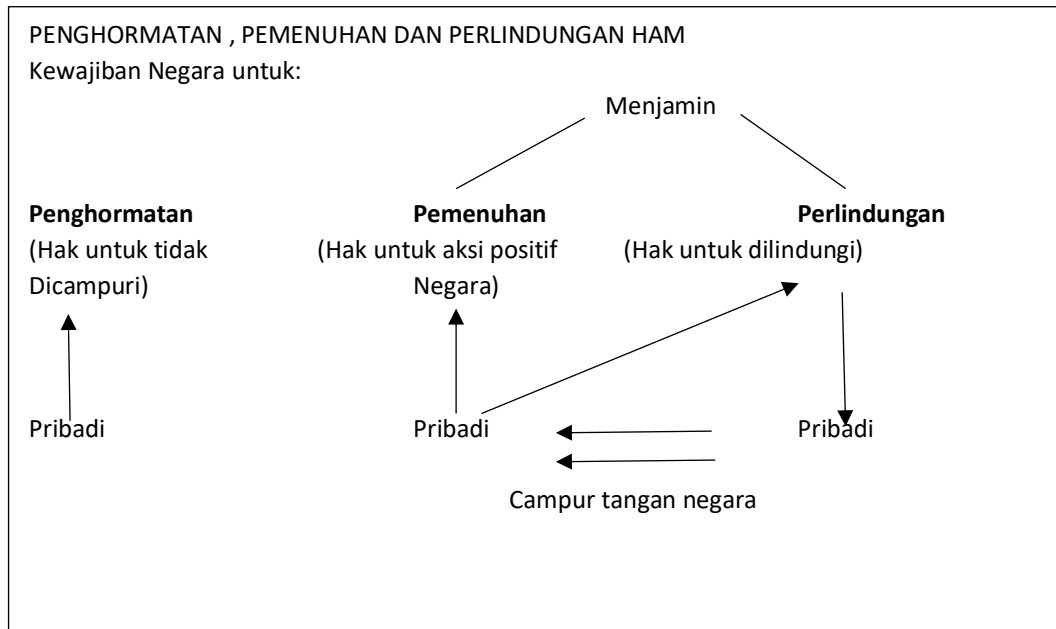 PENGHORMATAN , PEMENUHAN DAN PERLINDUNGAN HAM
Kewajiban Negara untuk:
Menjamin
Penghormatan Pemenuhan Perlindungan
(Hak untuk tidak (Hak untuk aksi positif (Hak untuk dilindungi)
Dicampuri) Negara)
Pribadi Pribadi Pribadi
Campur tangan negara